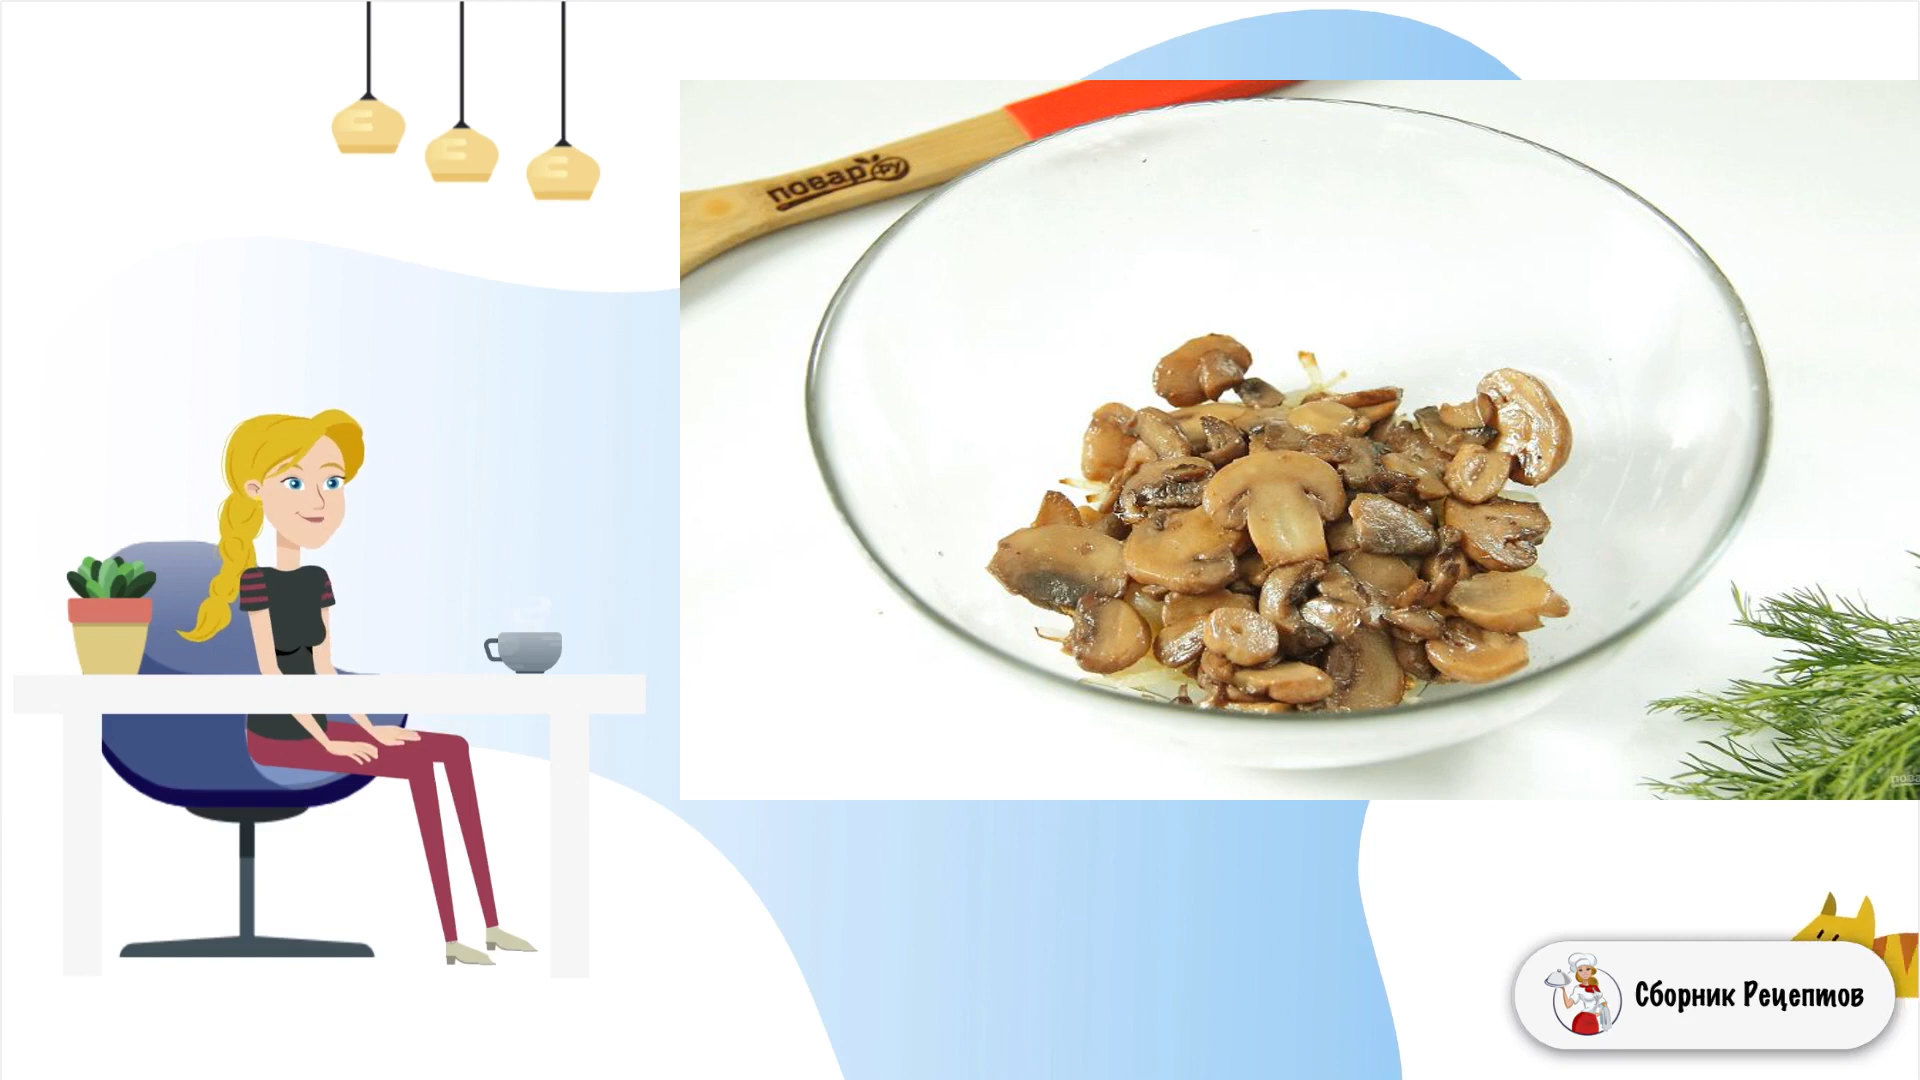 повар.ру
Сборник Рецептов